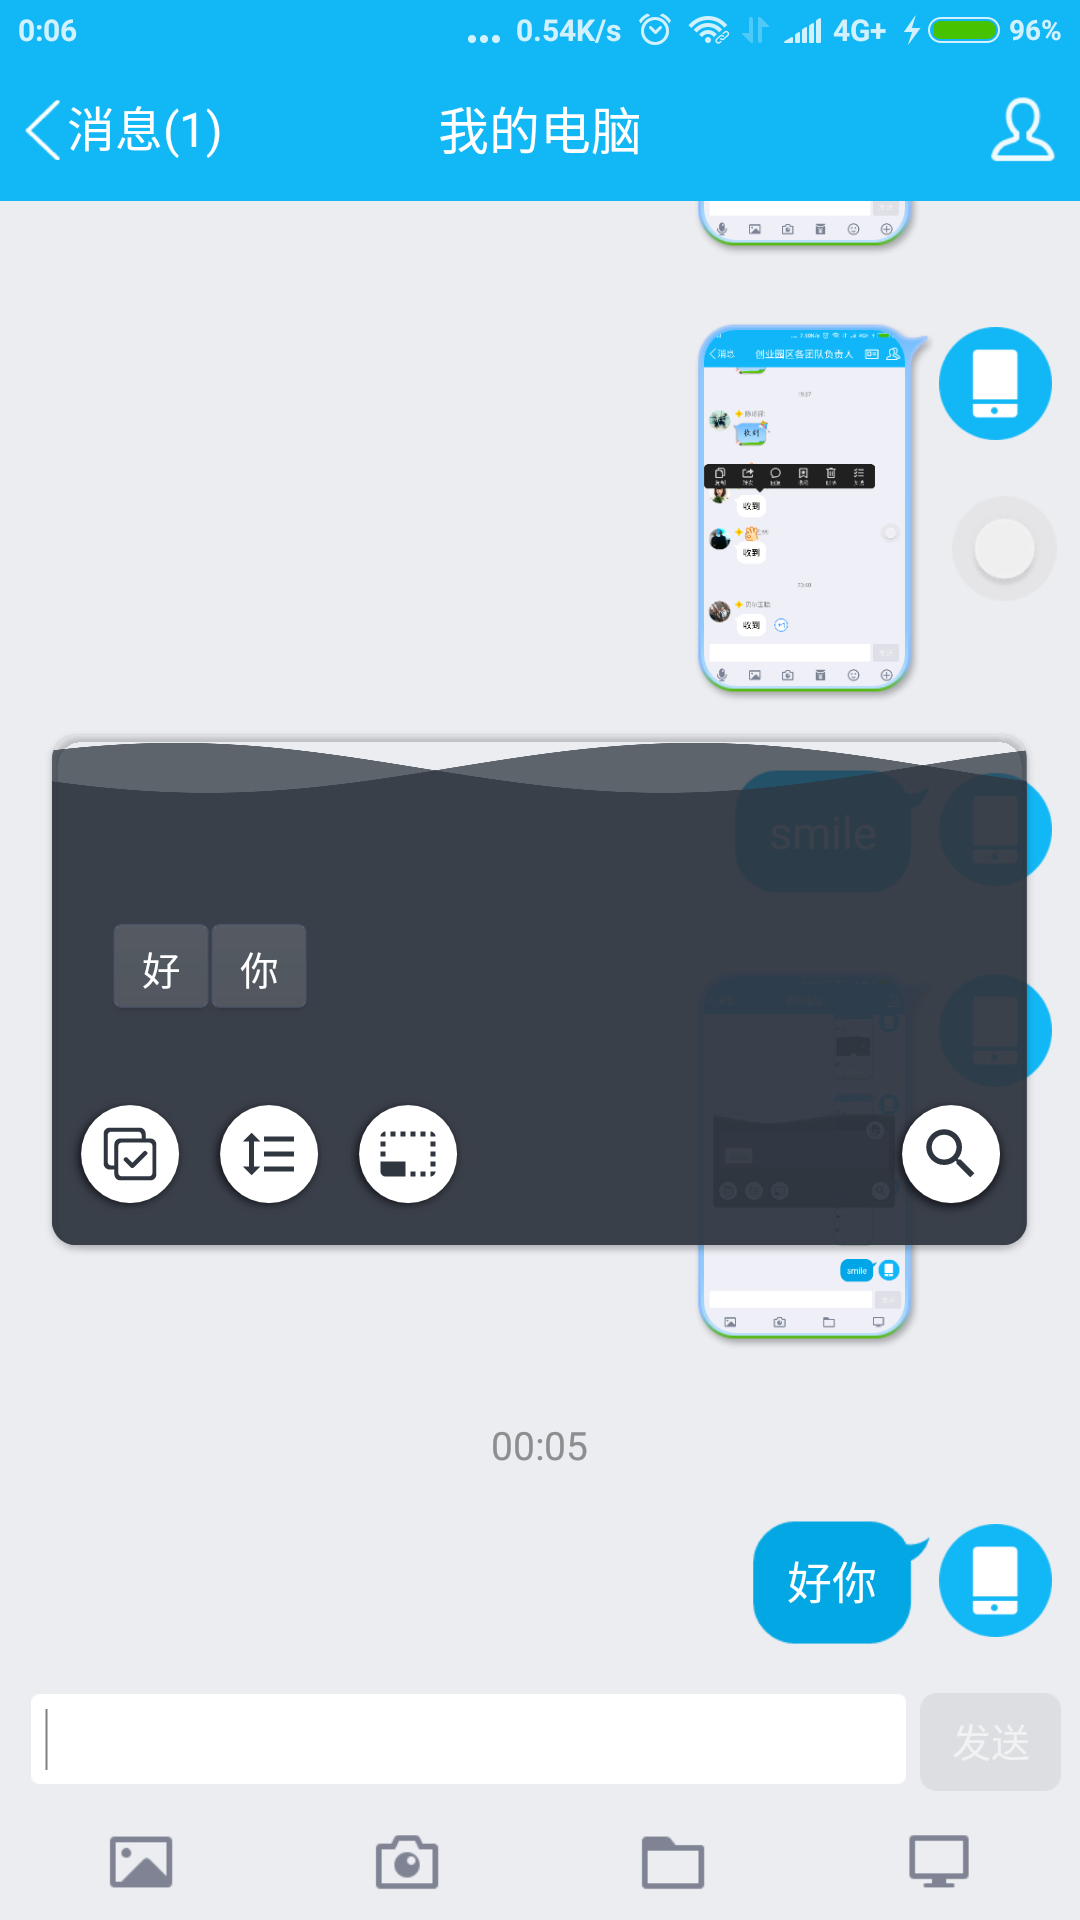 0:06 ... 0.54K/s 4G+ 96%
消息(1) 我的电脑
消息 创业园区各团队负责人
收到
收到
收到
收到
smile
好 你
smile
00:05
好你
发送